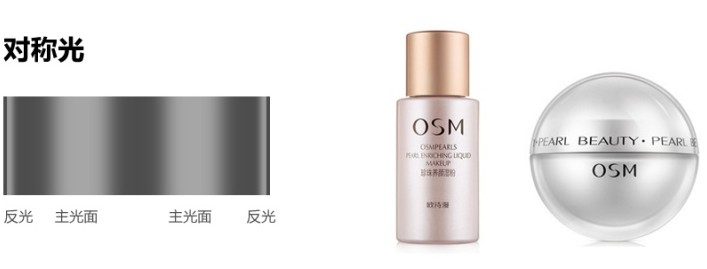 对称光
反光
主光面
主光面
反光
OSM
OSMPEARLS
PEARL ENRICHING LIQUID
MAKEUP
珍珠养颜湿粉
欧诗漫
PEARL BEAUTY・PEARL BE
OSM